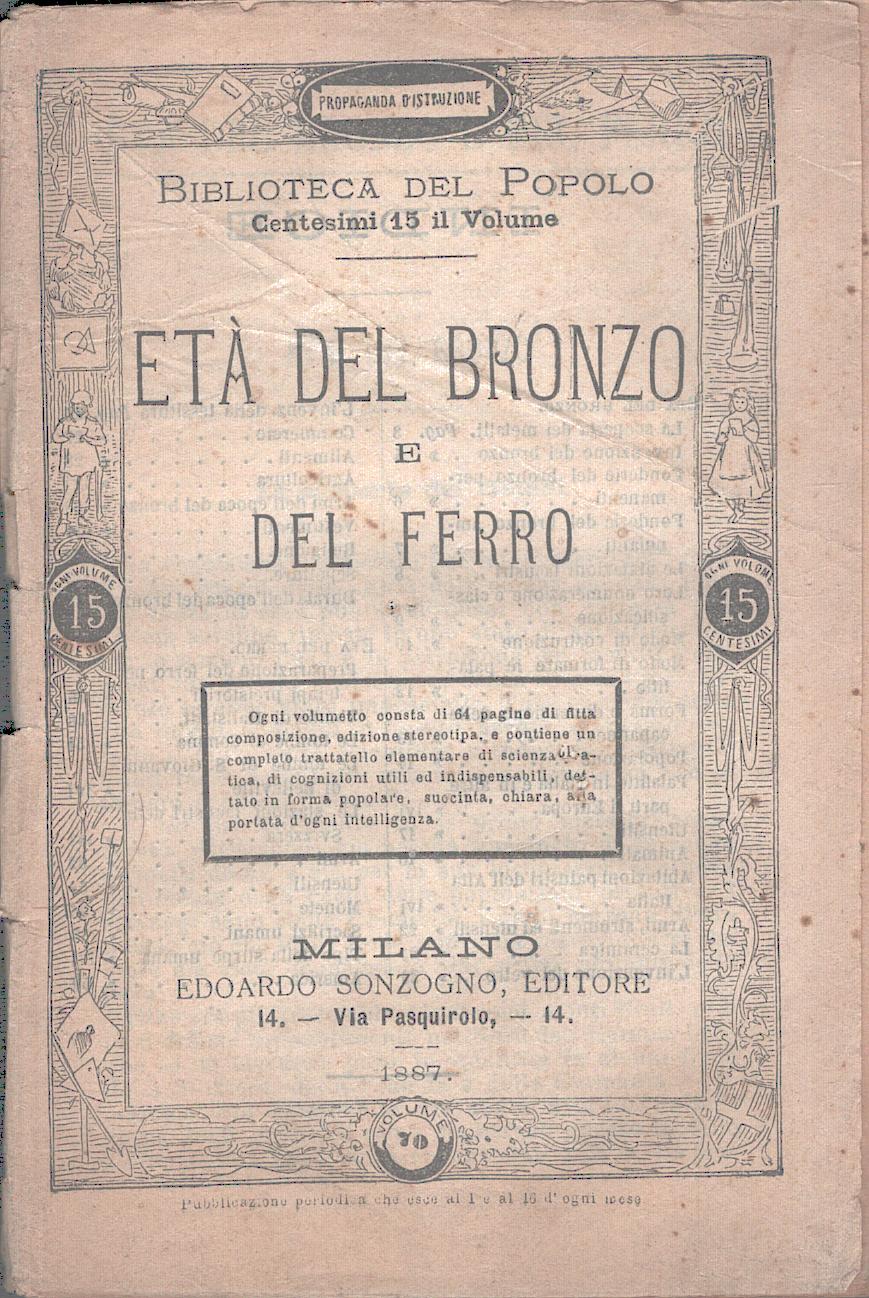 PROPAGANDA D'ISTRUZIONE
BIBLIOTECA DEL POPOLO
Centesimi 15 il Volume
ETÀ DEL BRONZO
E
DEL FERRO
OGNI VOLUME
15
CENTESIMI
OGNI VOLUME
15
CENTESIMI
Ogni volumetto consta di 64 pagine di fitta
composizione, edizione stereotipa, e contiene un
completo trattatello elementare di scienza
tica, di cognizioni utili ed indispensabili, det-
tato in forma popolare, succinta, chiara, alla
portata d'ogni intelligenza.
MILANO
EDOARDO SONZOGNO, EDITORE
14. — Via Pasquirolo, — 14.
1887.
VOLUME
70
Pubblicazione periodica che esce al 1 e al 16 d'ogni mese